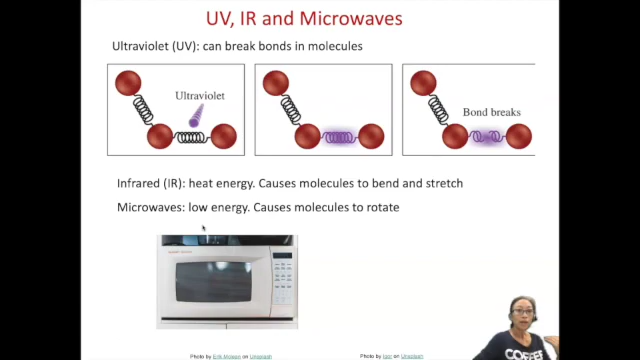 UV, IR and Microwaves
Ultraviolet (UV): can break bonds in molecules
Ultraviolet
Bond breaks
Infrared (IR): heat energy. Causes molecules to bend and stretch
Microwaves: low energy. Causes molecules to rotate
COFFEE
Photo by Erik Mclean on Unsplash
Photo by Igor on Unsplash